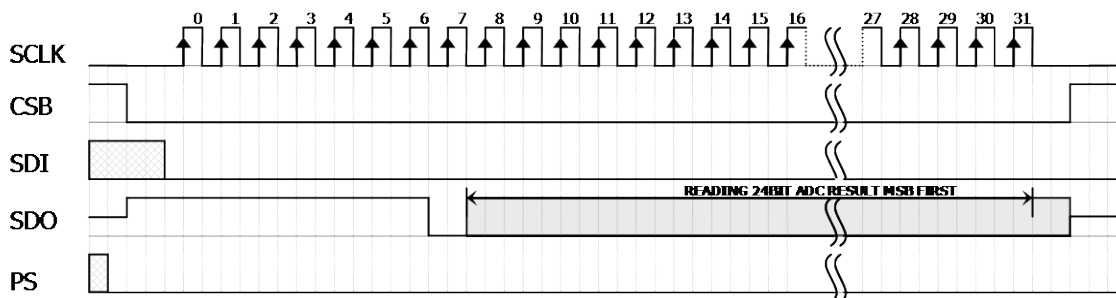 0 1 2 3 4 5 6 7 8 9 10 11 12 13 14 15 16 27 28 29 30 31
SCLK
CSB
SDI
READING 24BIT ADC RESULT MSB FIRST
SDO
PS